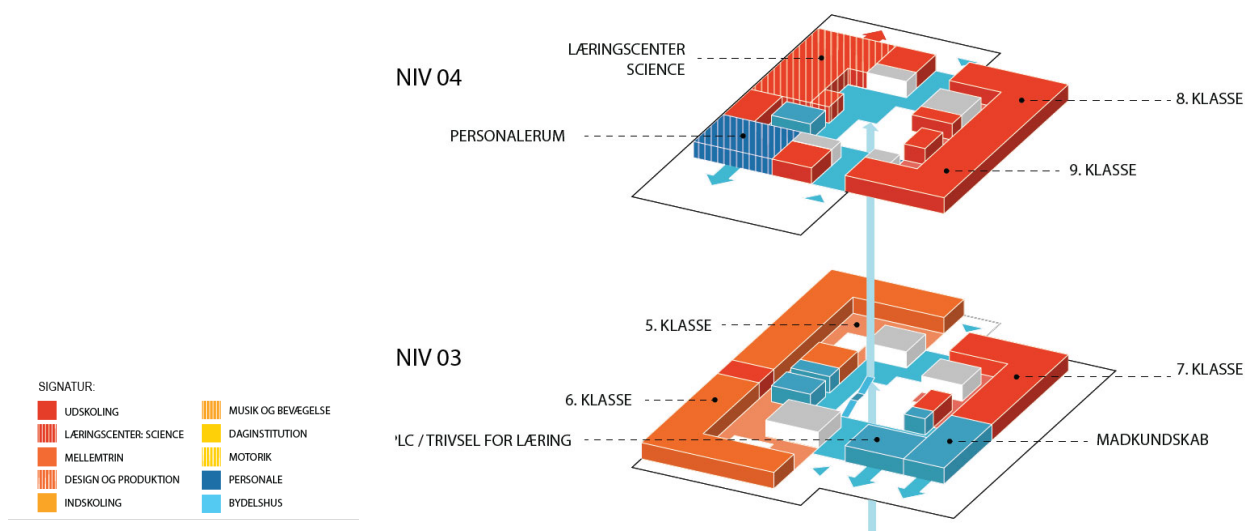 LÆRINGSCENTER
SCIENCE
NIV 04
8. KLASSE
PERSONALERUM
9. KLASSE
5. KLASSE
NIV 03
7. KLASSE
6. KLASSE
PLC / TRIVSEL FOR LÆRING
MADKUNDSKAB
SIGNATUR:
UDSKOLING
LÆRINGSCENTER: SCIENCE
MELLEMTRIN
DESIGN OG PRODUKTION
INDSKOLING
MUSIK OG BEVÆGELSE
DAGINSTITUTION
MOTORIK
PERSONALE
BYDELSHUS